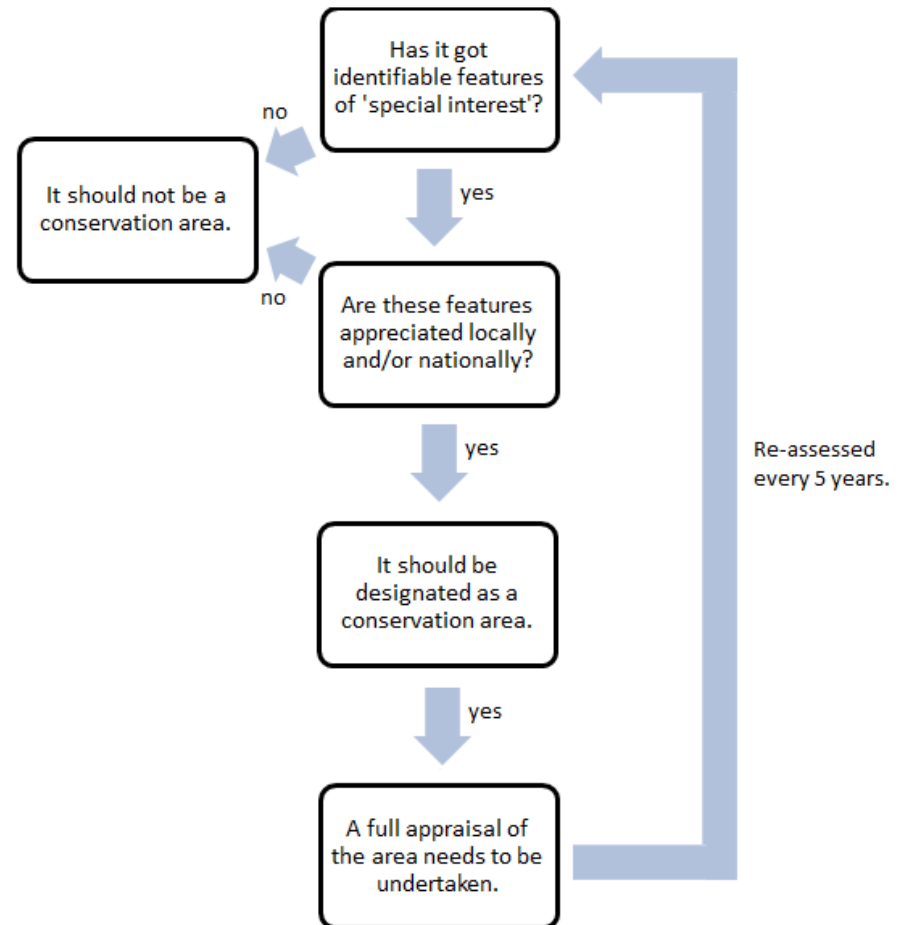 Has it got
identifiable features
of 'special interest'?
no
It should not be a
conservation area.
yes
no
Are these features
appreciated locally
and/or nationally?
yes
Re-assessed
every 5 years.
It should be
designated as a
conservation area.
yes
A full appraisal of
the area needs to be
undertaken.